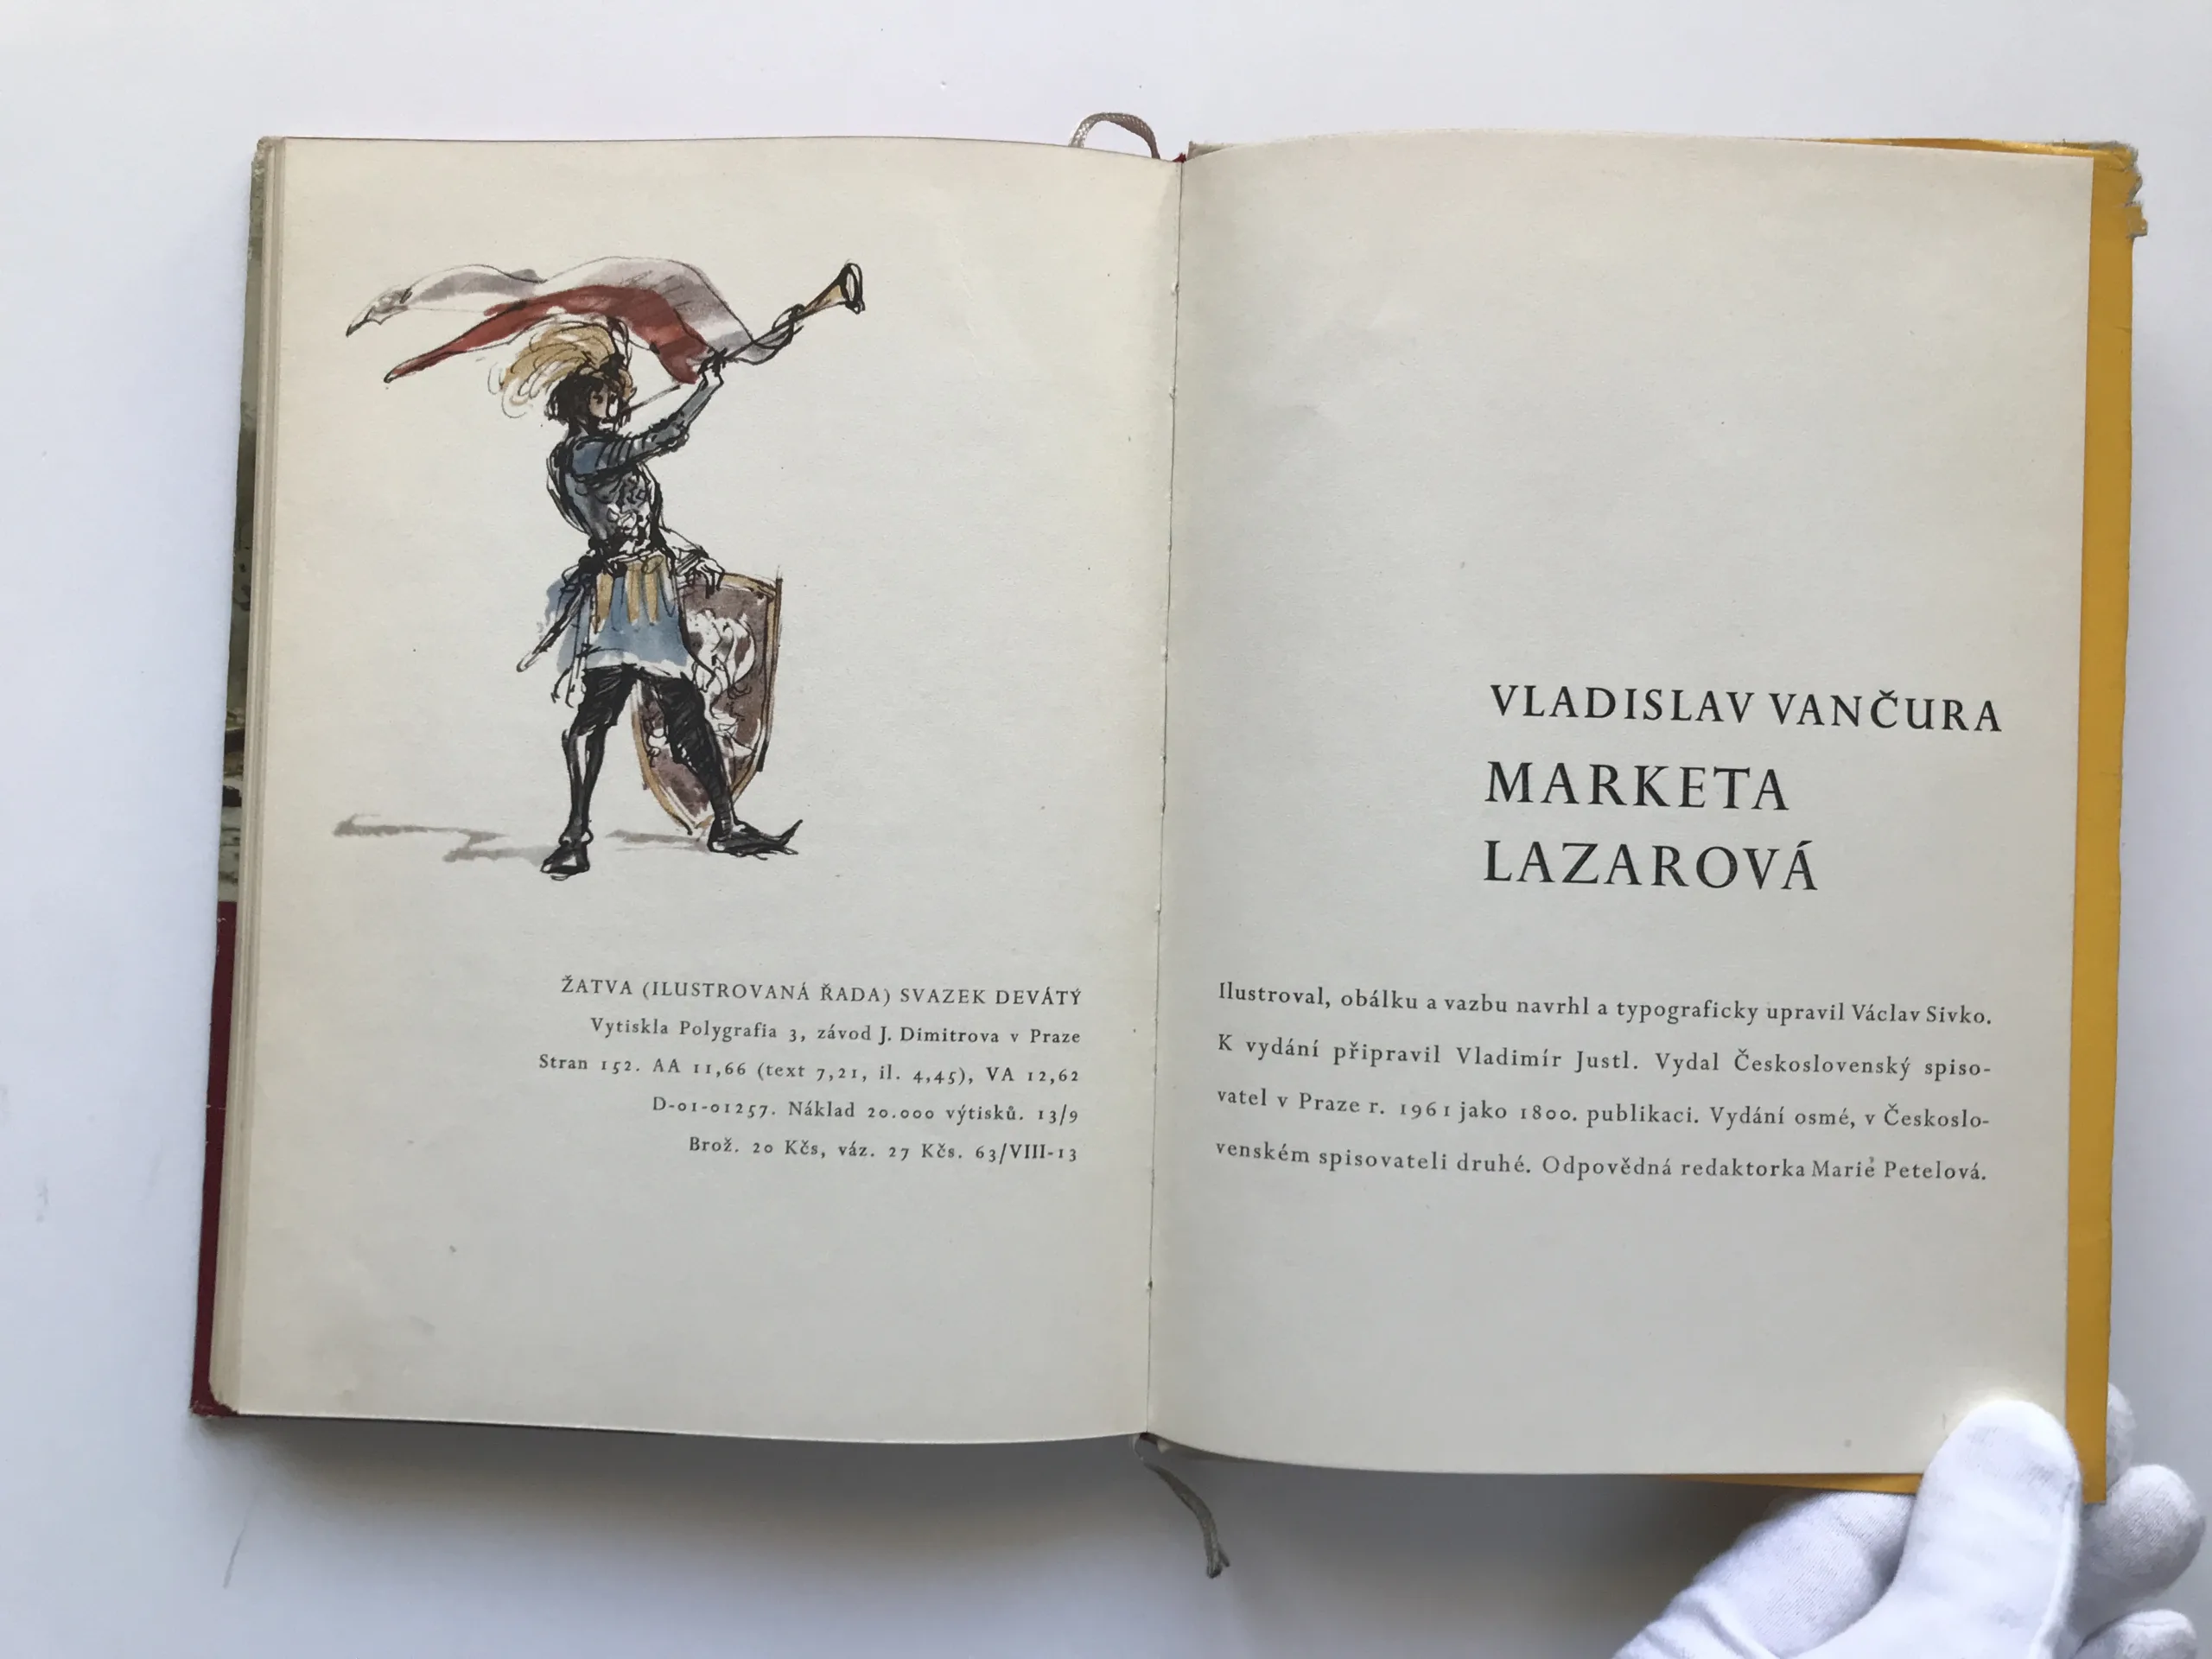 ŽATVA (ILUSTROVANÁ ŘADA) SVAZEK DEVÁTÝ
Vytiskla Polygrafia 3, závod J. Dimitrova v Praze
Stran 152. AA 11,66 (text 7,21, il. 4,45), VA 12,62
D-01-01257. Náklad 20.000 výtisků. 13/9
Brož. 20 Kčs, váz. 27 Kčs. 63/VIII-13
VLADISLAV VANČURA
MARKETA
LAZAROVÁ
Ilustroval, obálku a vazbu navrhl a typograficky upravil Václav Sivko.
K vydání připravil Vladimír Justl. Vydal Československý spiso-
vatel v Praze r. 1961 jako 1800. publikaci. Vydání osmé, v Českoslo-
venském spisovateli druhé. Odpovědná redaktorka Marie Petelová.